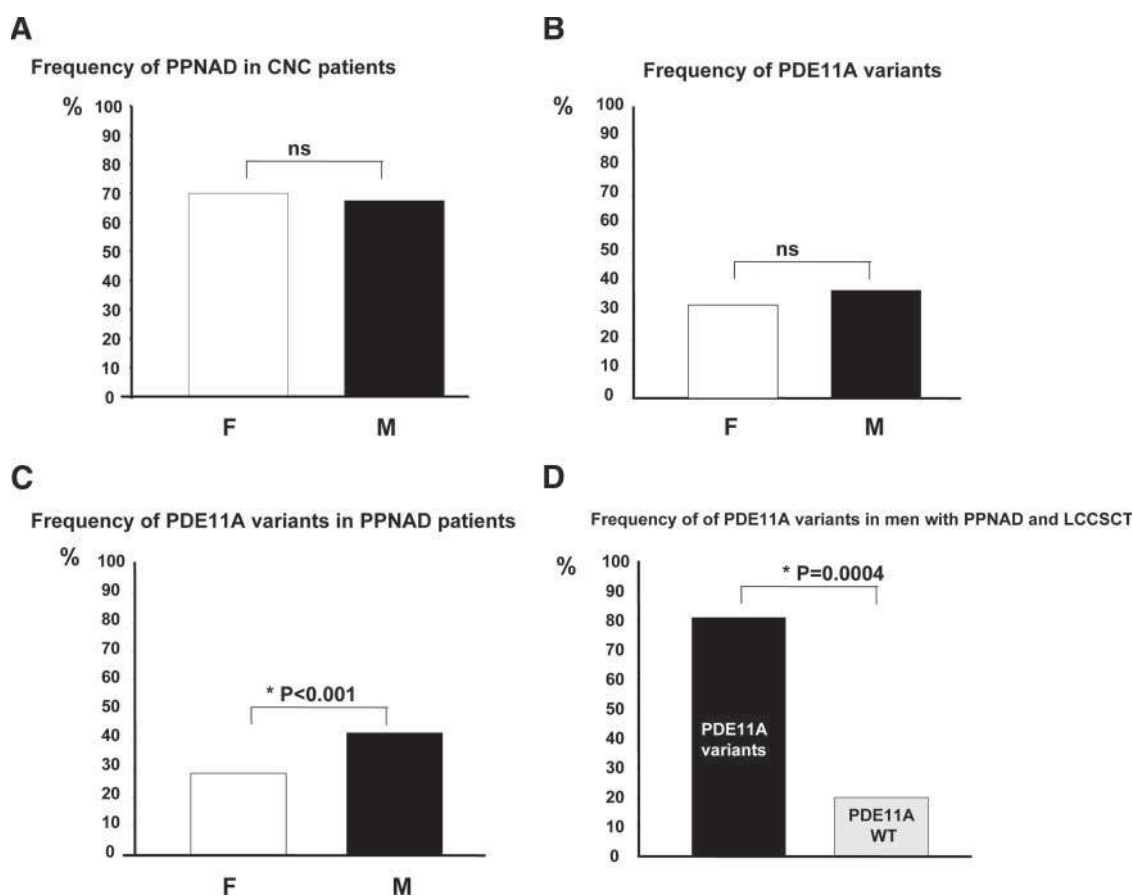 A
Frequency of PPNAD in CNC patients
%
100
90
80
70
60
50
40
30
20
10
0
ns
F M
B
Frequency of PDE11A variants
%
100
90
80
70
60
50
40
30
20
10
0
ns
F M
C
Frequency of PDE11A variants in PPNAD patients
%
100
90
80
70
60
50
40
30
20
10
0
* P<0.001
F M
D
Frequency of of PDE11A variants in men with PPNAD and LCCSCT
%
100
90
80
70
60
50
40
30
20
10
0
* P=0.0004
PDE11A
variants
PDE11A
WT